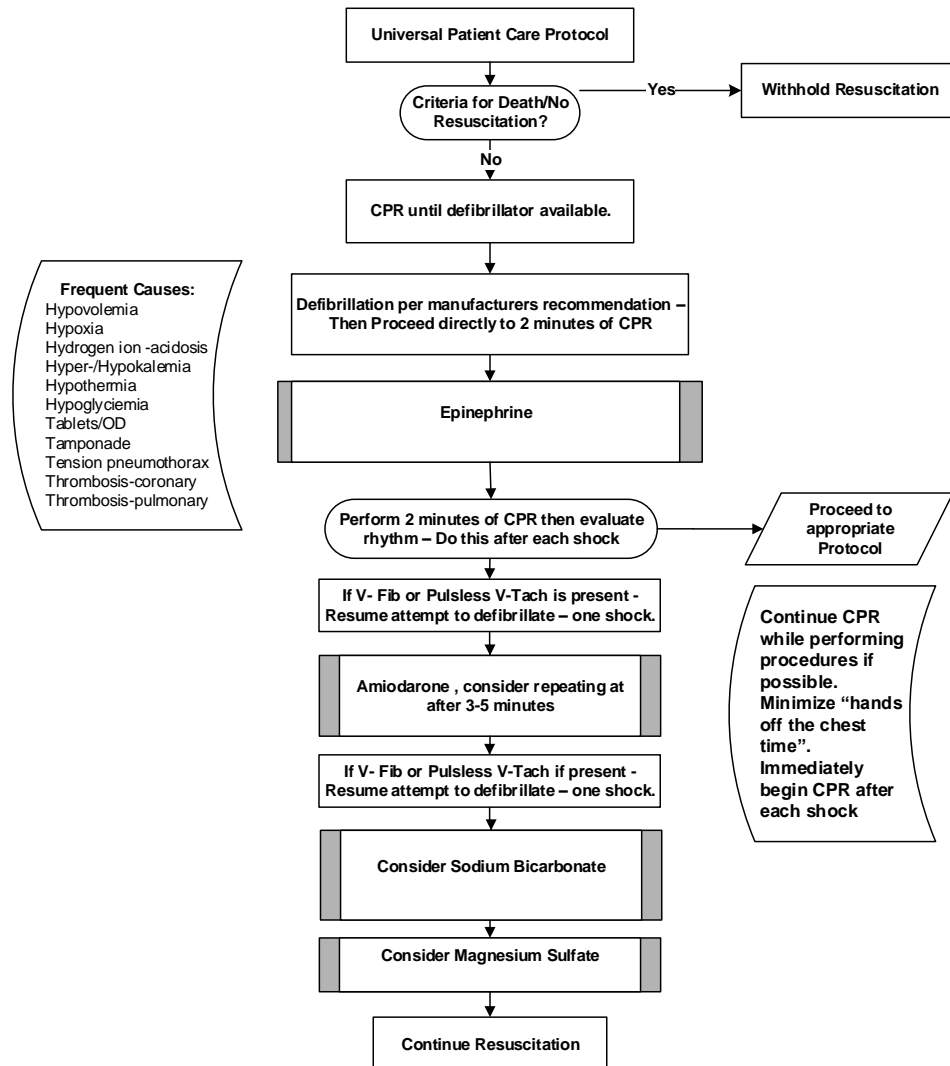 Universal Patient Care Protocol
Criteria for Death/No
Resuscitation?
Yes
Withhold Resuscitation
No
CPR until defibrillator available.
Frequent Causes:
Hypovolemia
Hypoxia
Hydrogen ion -acidosis
Hyper-/Hypokalemia
Hypothermia
Hypoglyciemia
Tablets/OD
Tamponade
Tension pneumothorax
Thrombosis-coronary
Thrombosis-pulmonary
Defibrillation per manufacturers recommendation –
Then Proceed directly to 2 minutes of CPR
Epinephrine
Perform 2 minutes of CPR then evaluate
rhythm – Do this after each shock
Proceed to
appropriate
Protocol
If V- Fib or Pulsless V-Tach is present -
Resume attempt to defibrillate – one shock.
Continue CPR
while performing
procedures if
possible.
Minimize “hands
off the chest
time”.
Immediately
begin CPR after
each shock
Amiodarone , consider repeating at
after 3-5 minutes
If V- Fib or Pulsless V-Tach if present -
Resume attempt to defibrillate – one shock.
Consider Sodium Bicarbonate
Consider Magnesium Sulfate
Continue Resuscitation